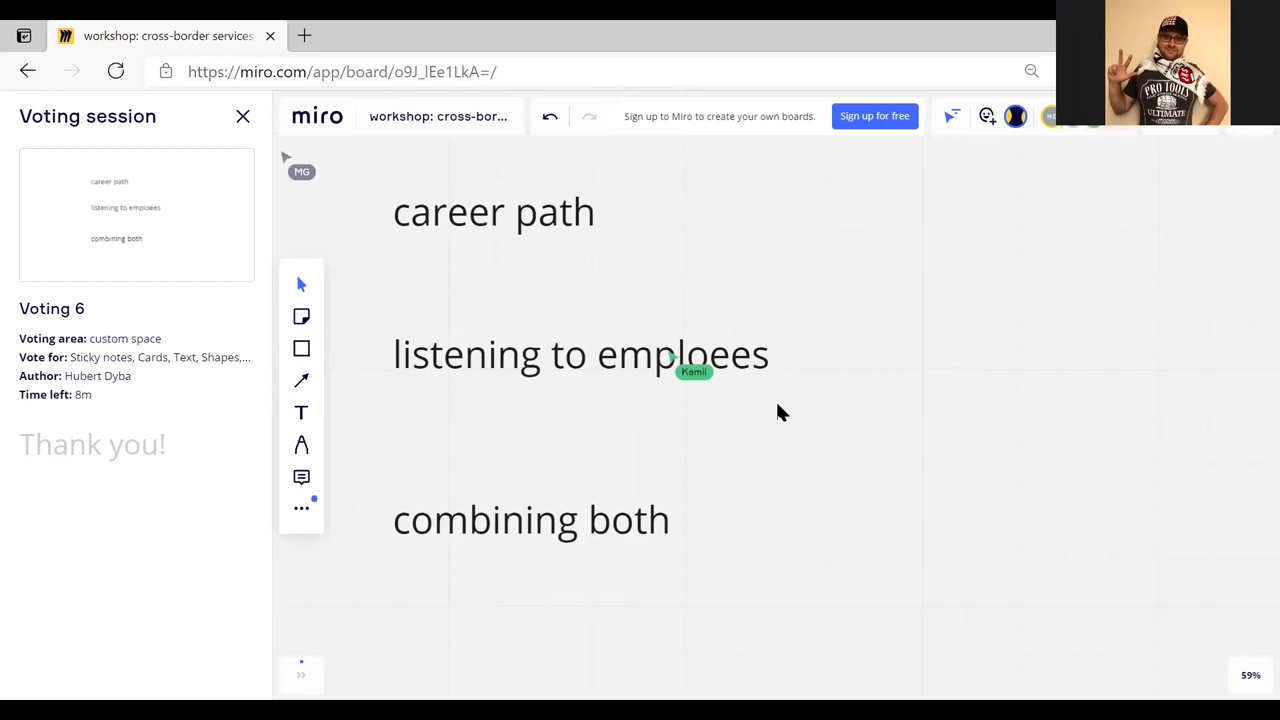 workshop: cross-border services,
https://miro.com/app/board/o9J_lEe1LkA=/
PRO TOOLS
ULTIMATE
Voting session
miro
workshop: cross-bor...
Sign up to Miro to create your own boards.
Sign up for free
MG
career path
listening to emploees
combining both
career path
listening to emploees
Kamil
combining both
Voting 6
Voting area: custom space
Vote for: Sticky notes, Cards, Text, Shapes,...
Author: Hubert Dyba
Time left: 8m
Thank you!
59%